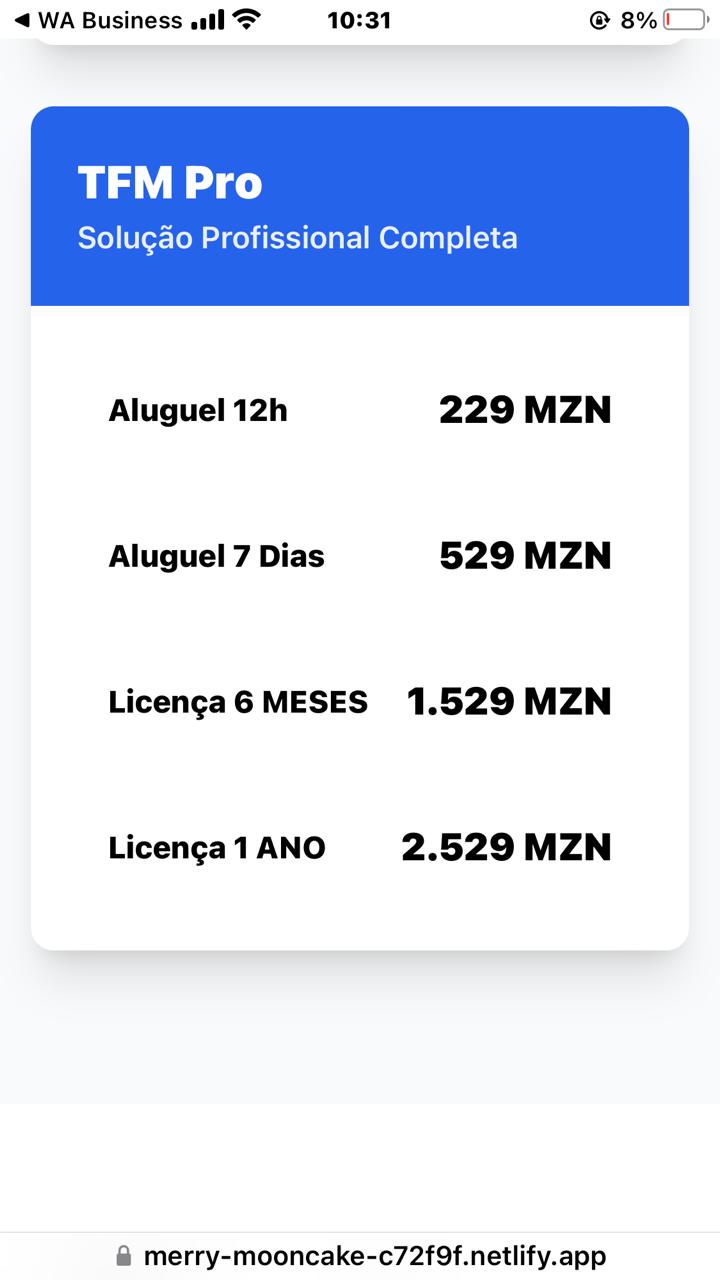 WA Business 10:31 8%
TFM Pro
Solução Profissional Completa
Aluguel 12h 229 MZN
Aluguel 7 Dias 529 MZN
Licença 6 MESES 1.529 MZN
Licença 1 ANO 2.529 MZN
merry-mooncake-c72f9f.netlify.app